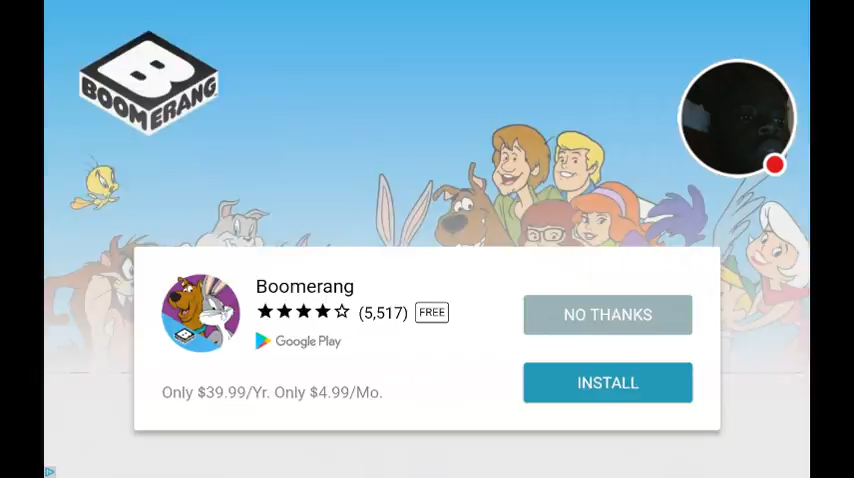 B
BOOMERANG
Boomerang
(5,517) FREE
Google Play
NO THANKS
INSTALL
Only $39.99/Yr. Only $4.99/Mo.